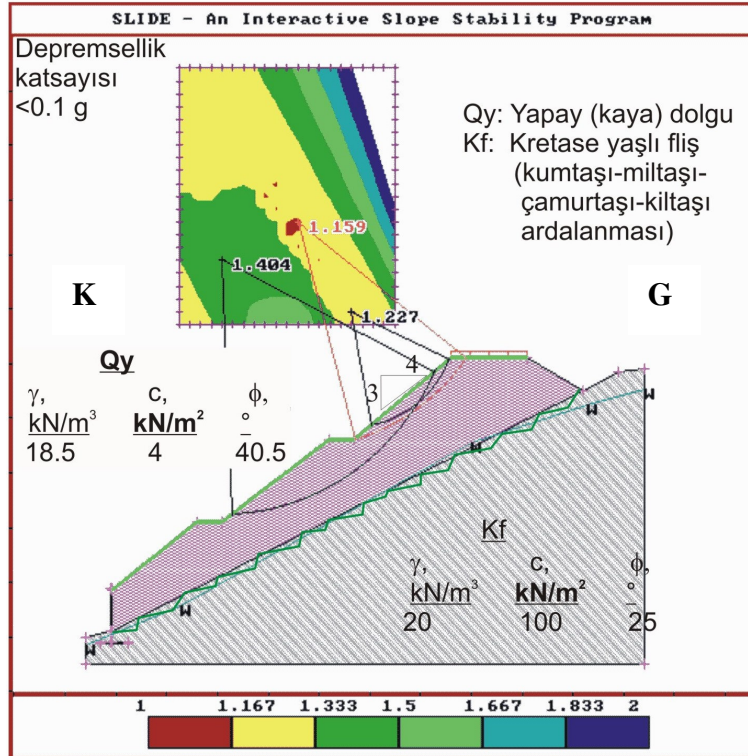 SLIDE - An Interactive Slope Stability Program
Depremsellik
katsayısı
<0.1 g
Qy: Yapay (kaya) dolgu
Kf: Kretase yaşlı fliş
(kumtaşı-miltaşı-
çamurtaşı-kiltaşı
ardalanması)
1.159
1.404
1.227
K
G
4
3
Qy
γ, c, ϕ,
kN/m³ kN/m² °
18.5 4 40.5
W
W
W
W
Kf
γ, c, ϕ,
kN/m³ kN/m² °
20 100 25
1 1.167 1.333 1.5 1.667 1.833 2